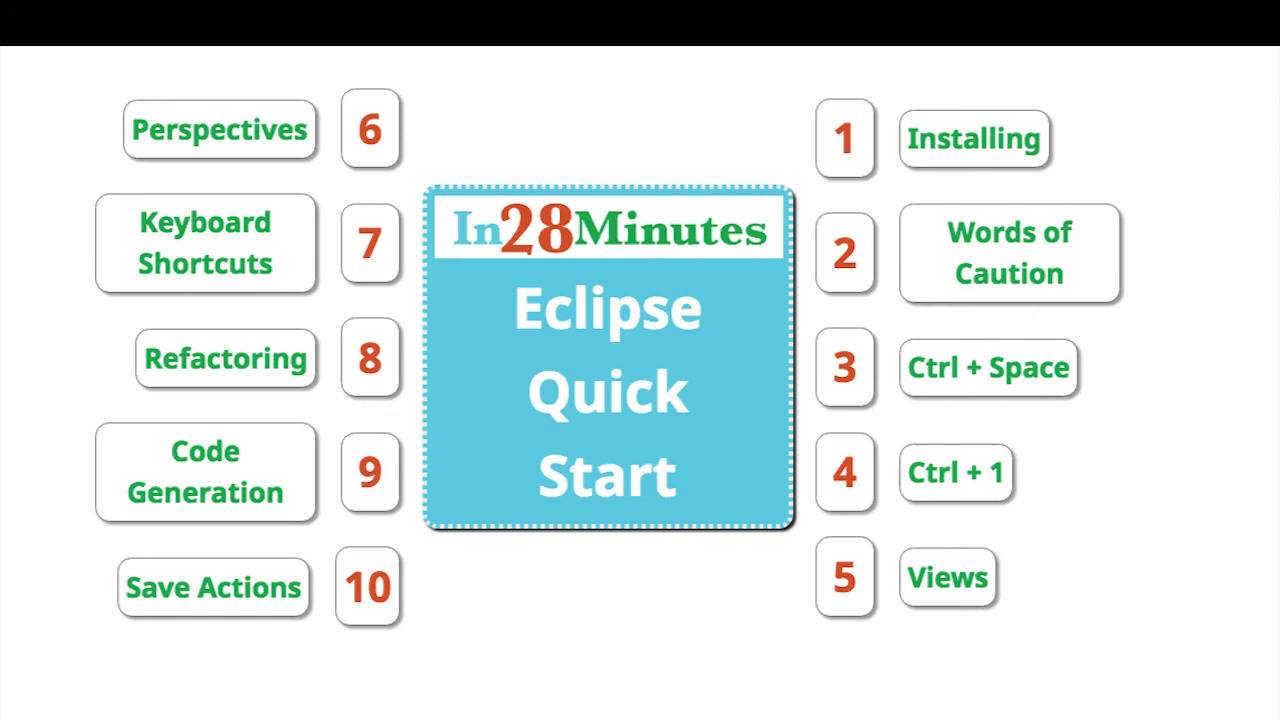 In28Minutes
Eclipse
Quick
Start
1 Installing
2 Words of
Caution
3 Ctrl + Space
4 Ctrl + 1
5 Views
6 Perspectives
7 Keyboard
Shortcuts
8 Refactoring
9 Code
Generation
10 Save Actions